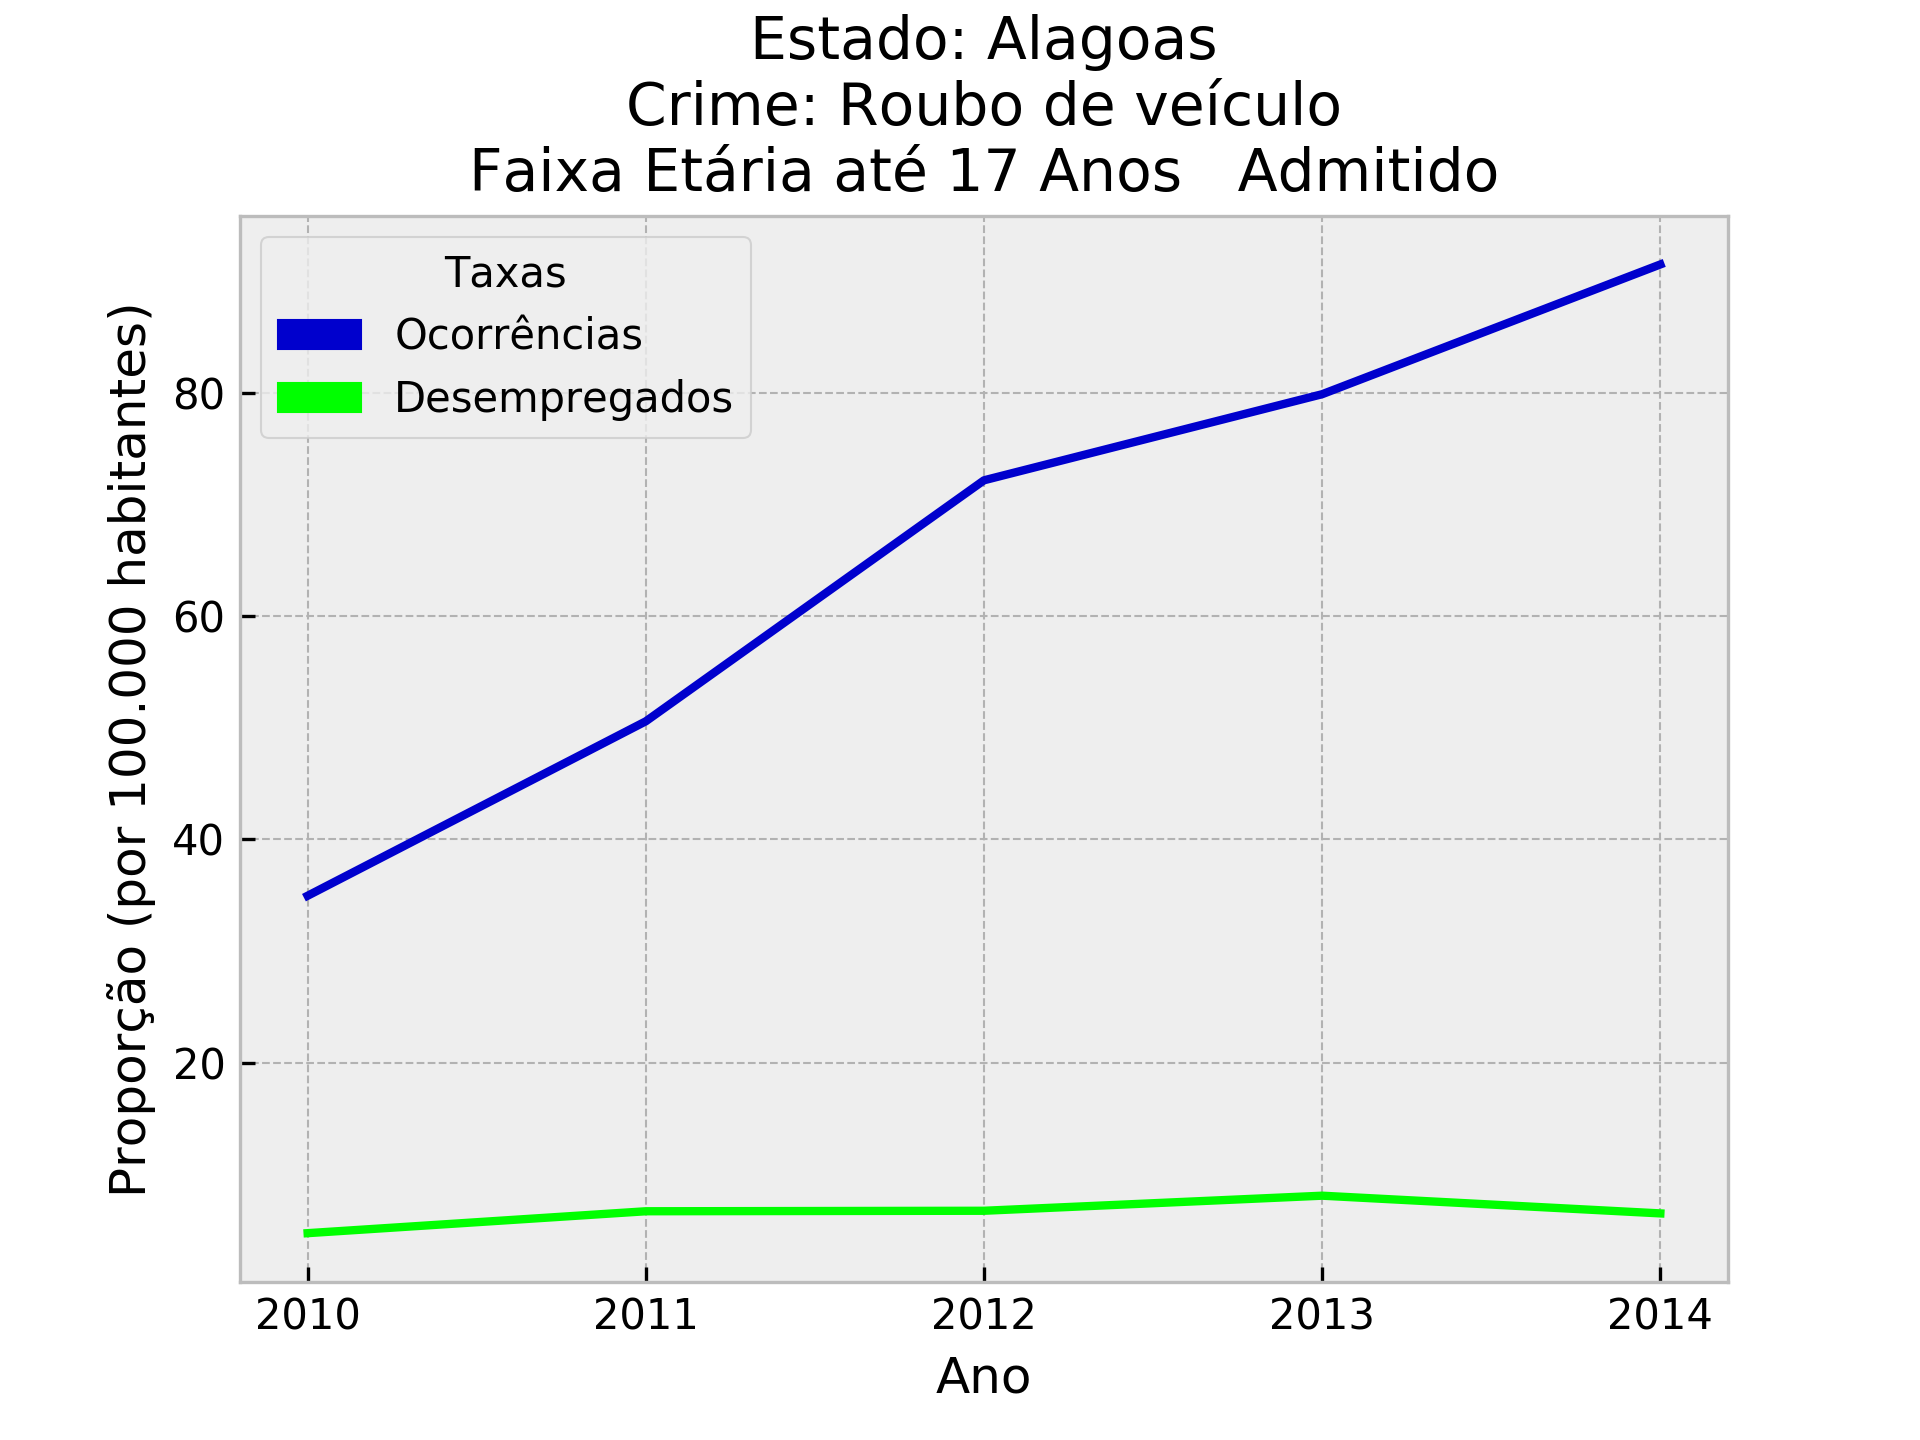 Estado: Alagoas
Crime: Roubo de veículo
Faixa Etária até 17 Anos   Admitido
Taxas
Ocorrências
Desempregados
Proporção (por 100.000 habitantes)
80
60
40
20
2010 2011 2012 2013 2014
Ano